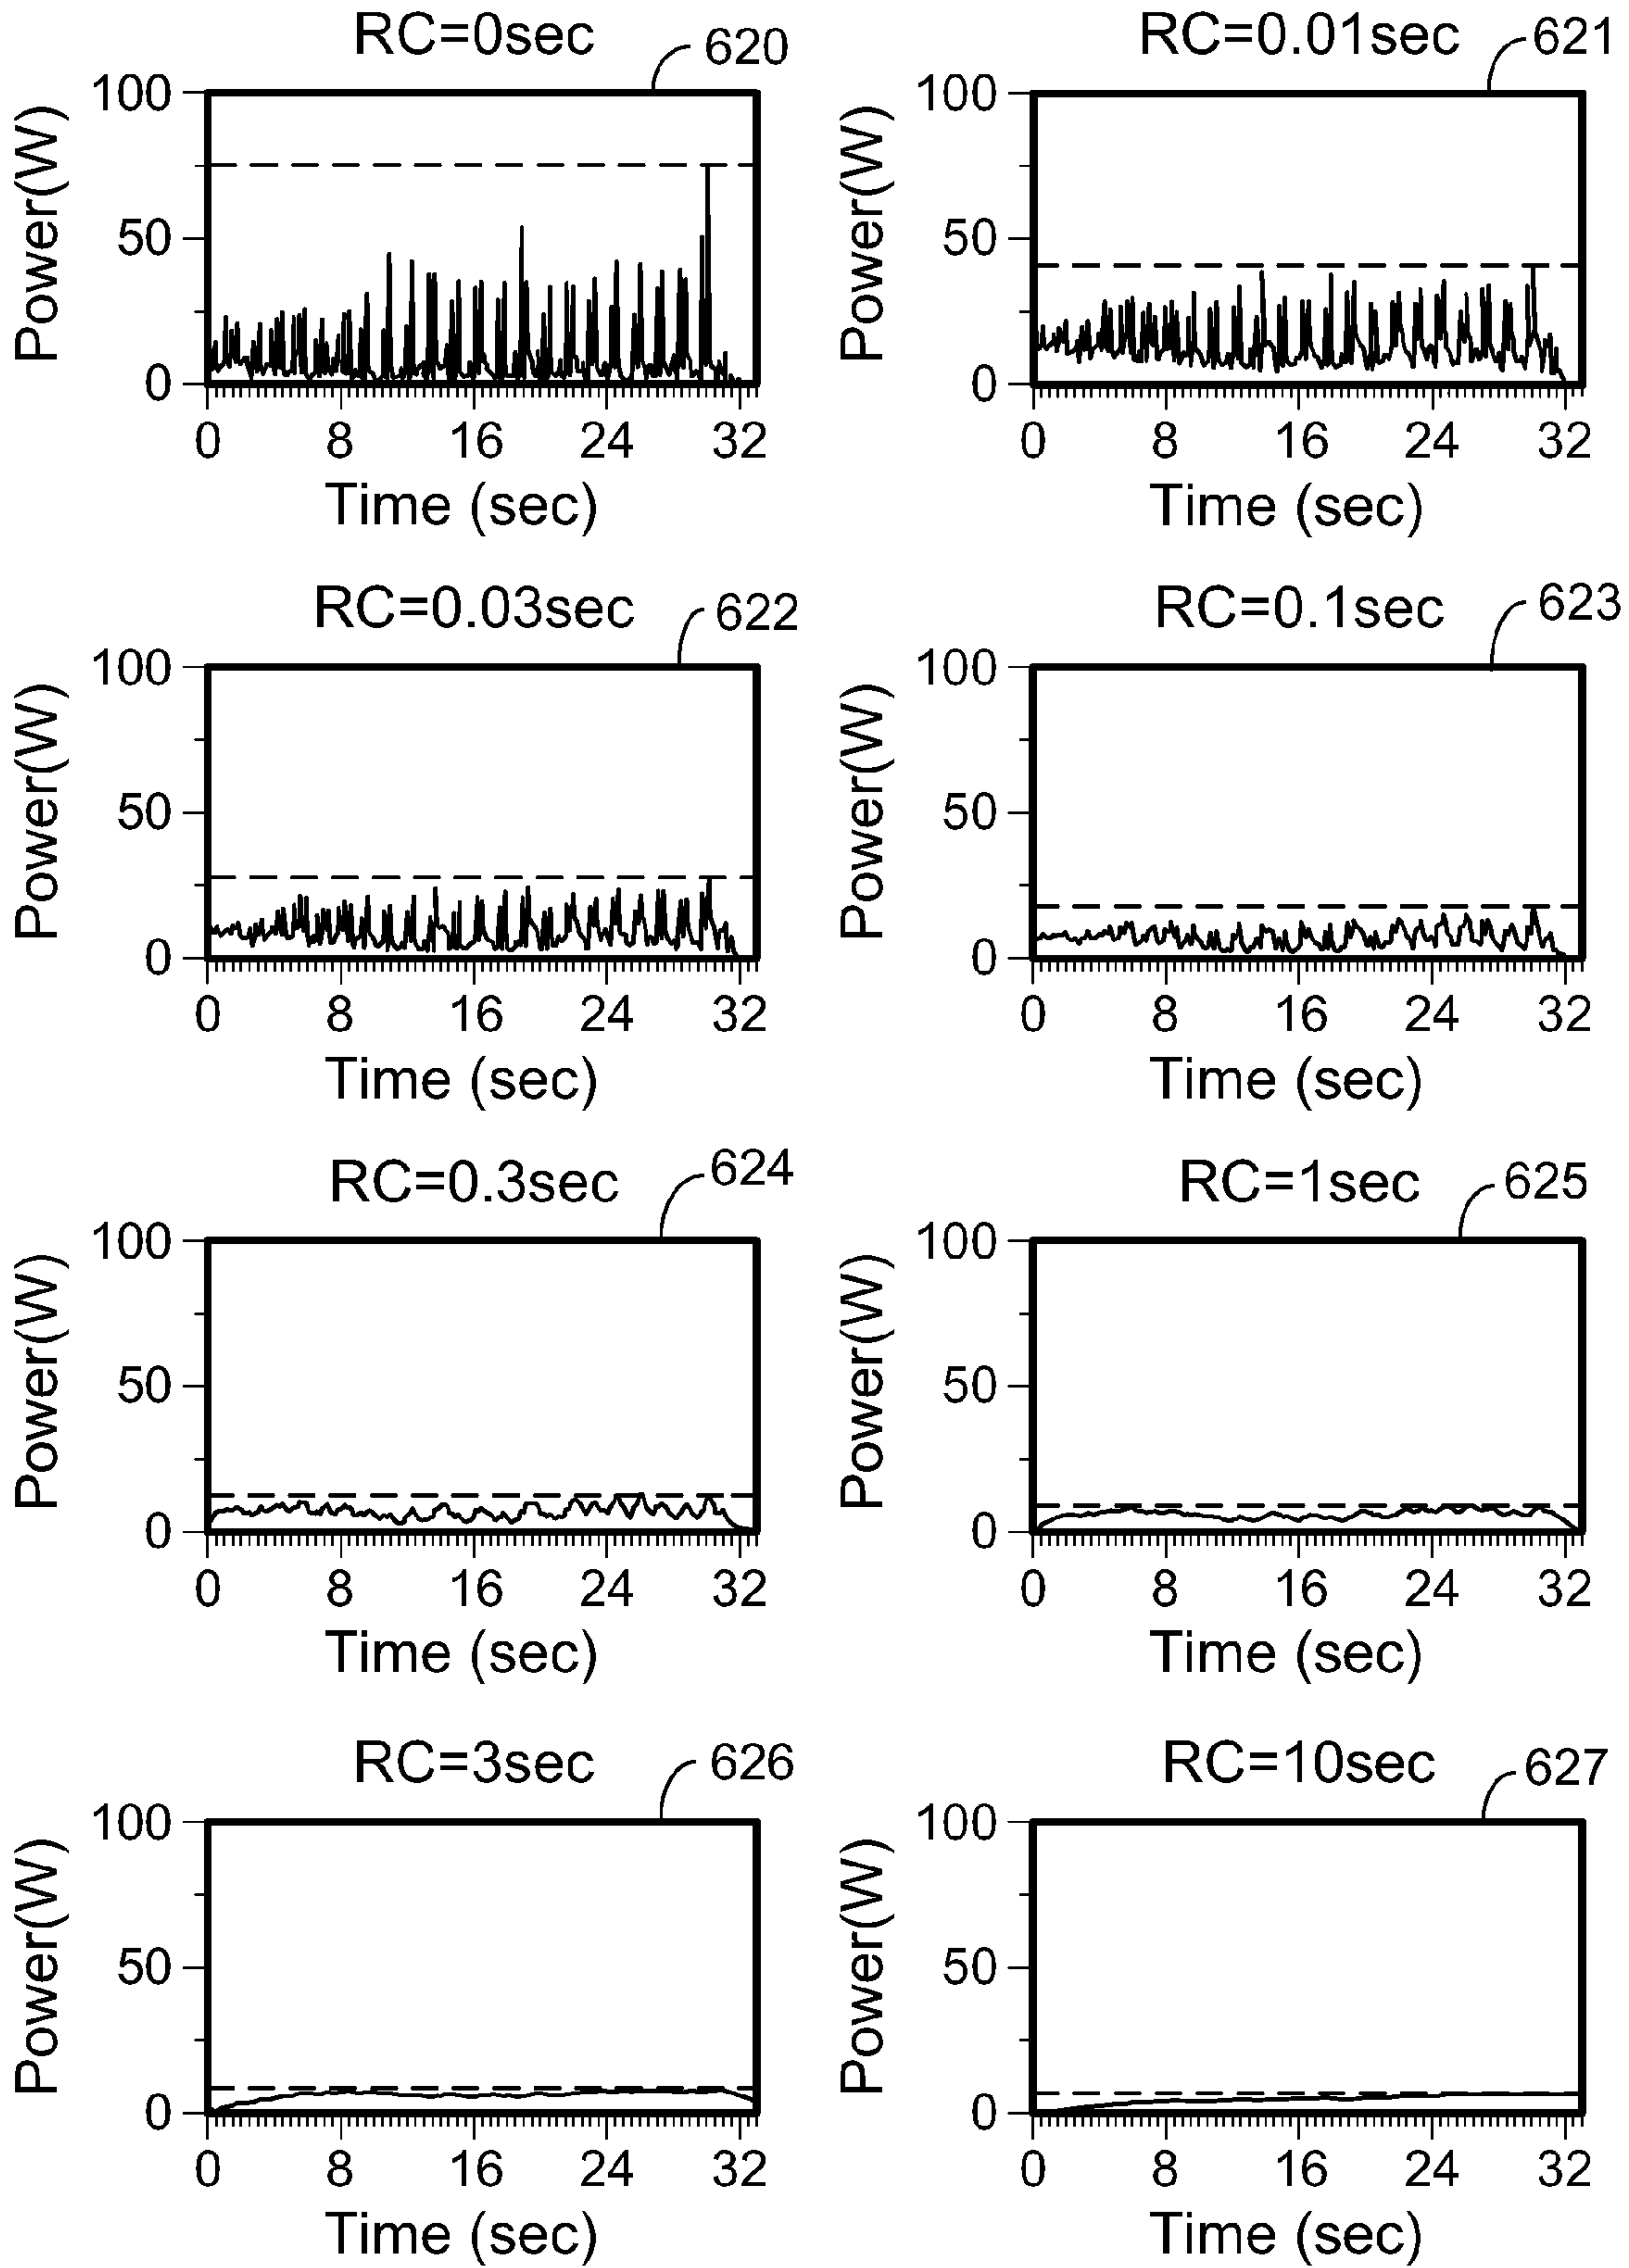 RC=0sec 620
100
50
0
Power(W)
0 8 16 24 32
Time (sec)
RC=0.01sec 621
100
50
0
Power(W)
0 8 16 24 32
Time (sec)
RC=0.03sec 622
100
50
0
Power(W)
0 8 16 24 32
Time (sec)
RC=0.1sec 623
100
50
0
Power(W)
0 8 16 24 32
Time (sec)
RC=0.3sec 624
100
50
0
Power(W)
0 8 16 24 32
Time (sec)
RC=1sec 625
100
50
0
Power(W)
0 8 16 24 32
Time (sec)
RC=3sec 626
100
50
0
Power(W)
0 8 16 24 32
Time (sec)
RC=10sec 627
100
50
0
Power(W)
0 8 16 24 32
Time (sec)